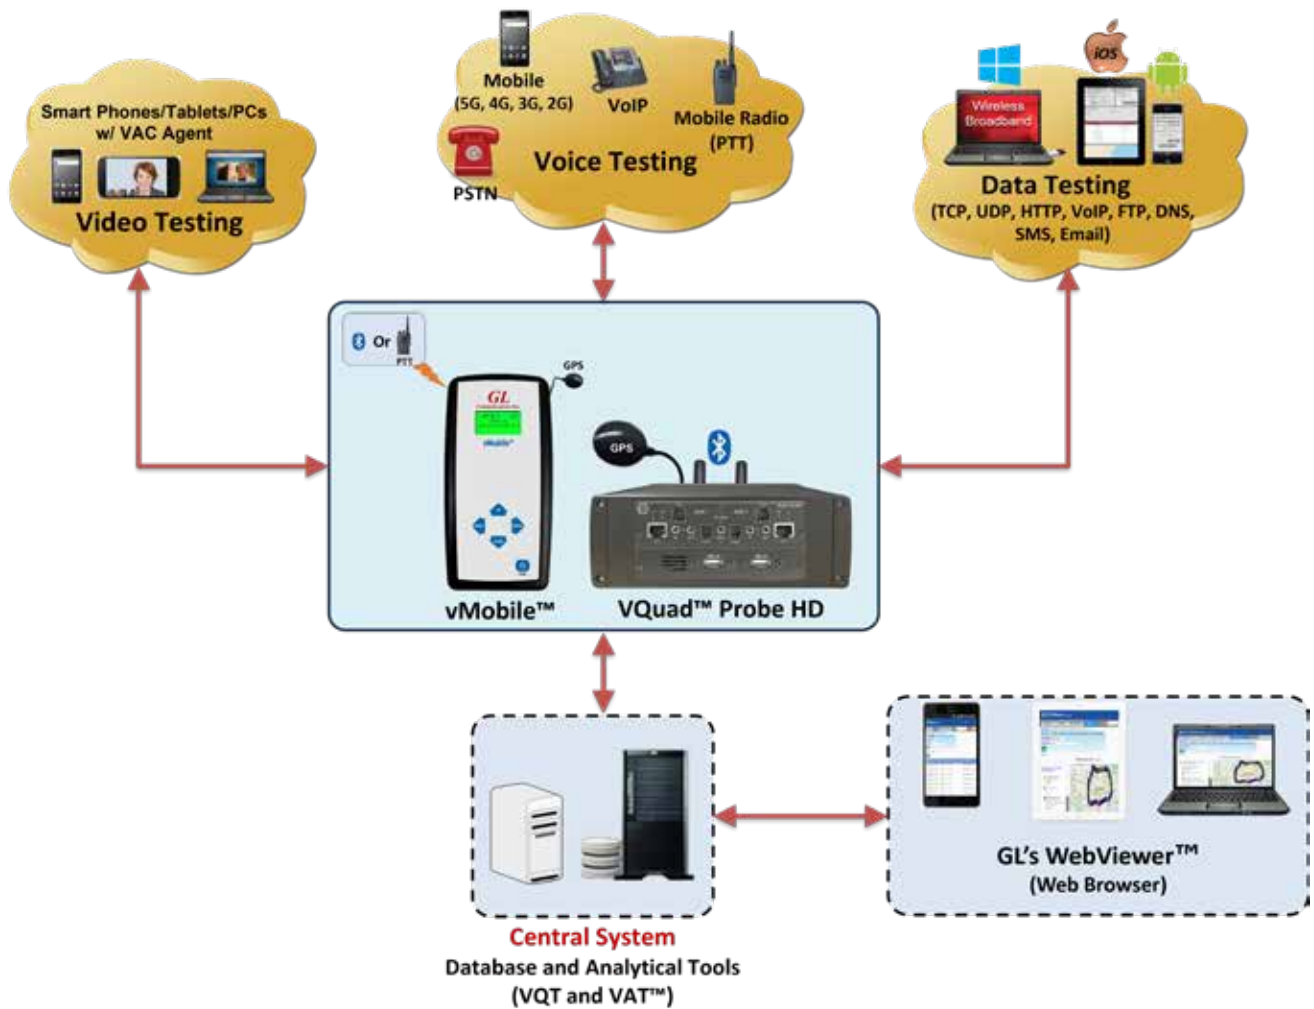 Smart Phones/Tablets/PCs
w/ VAC Agent
Video Testing
Mobile
(5G, 4G, 3G, 2G)
VoIP
Mobile Radio
(PTT)
PSTN
Voice Testing
iOS
Wireless
Broadband
Data Testing
(TCP, UDP, HTTP, VoIP, FTP, DNS,
SMS, Email)
Or
PTT
GPS
GL
vMobile™
GPS
vMobile™
VQuad™ Probe HD
GL's WebViewer™
(Web Browser)
Central System
Database and Analytical Tools
(VQT and VAT™)